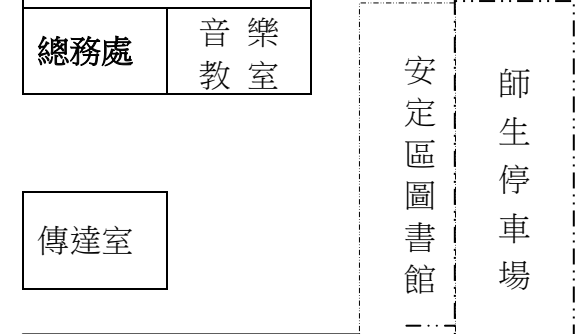 總務處
音樂
教室
傳達室
安定區圖書館
師生停車場